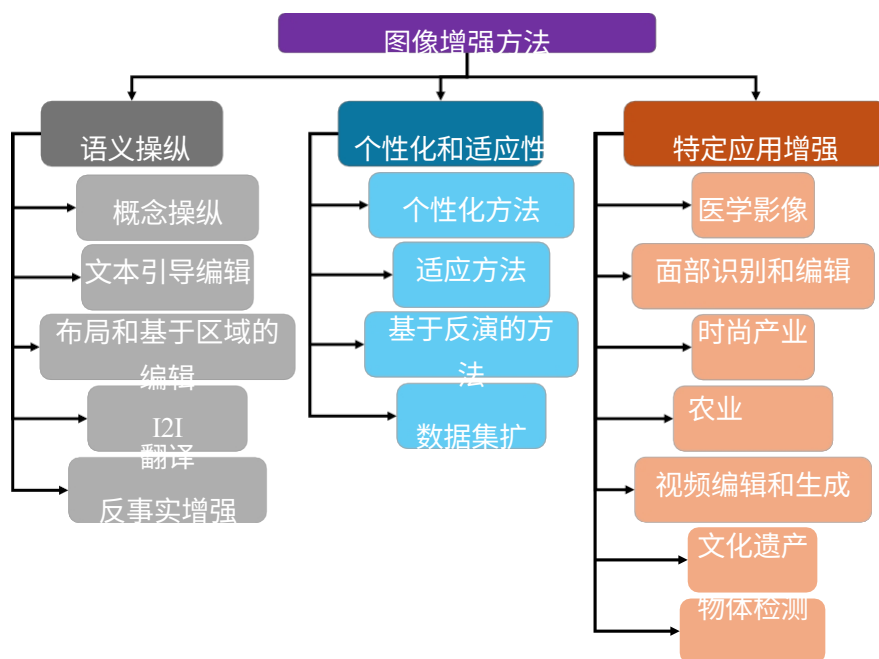 图像增强方法
语义操纵
概念操纵
文本引导编辑
布局和基于区域的
编辑
I2I
翻译
反事实增强
个性化和适应性
个性化方法
适应方法
基于反演的方
法
数据集扩
特定应用增强
医学影像
面部识别和编辑
时尚产业
农业
视频编辑和生成
文化遗产
物体检测